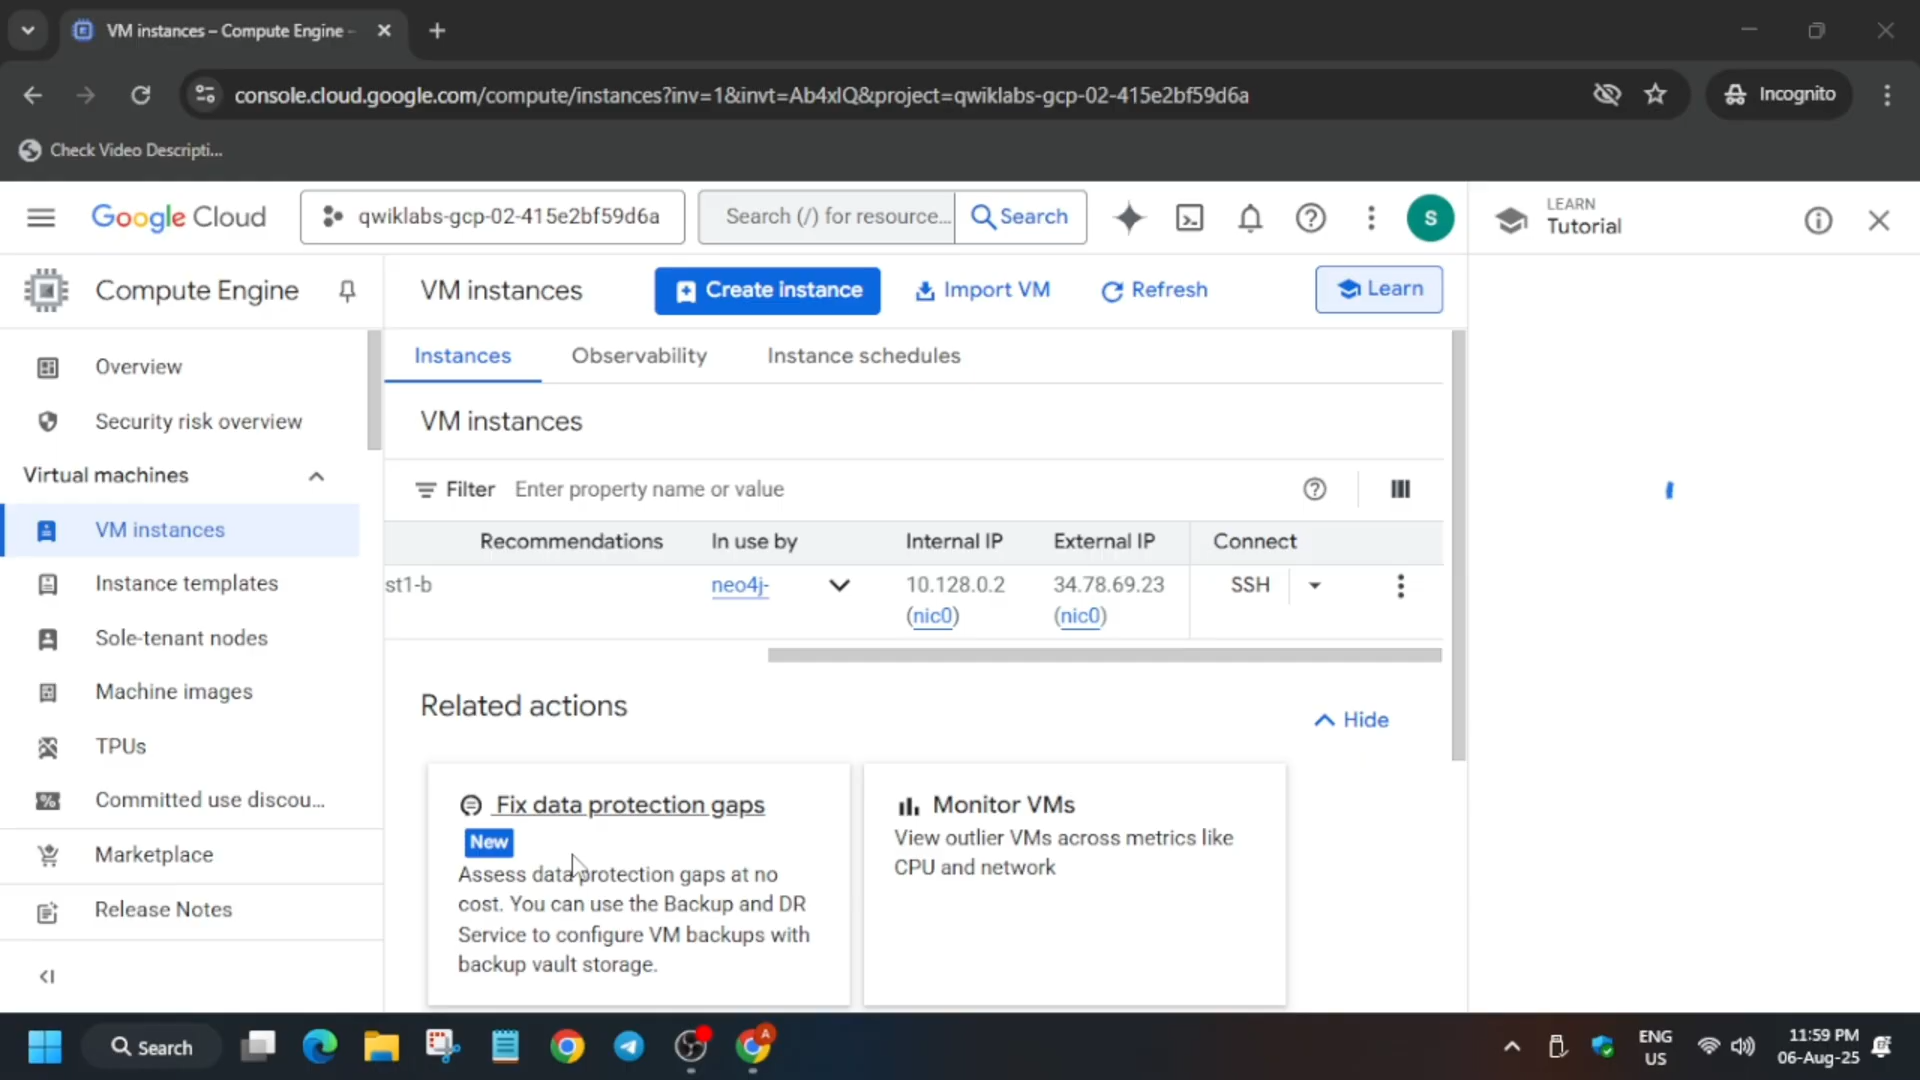 VM instances – Compute Engine –
console.cloud.google.com/compute/instances?inv=1&invt=Ab4xIQ&project=qwiklabs-gcp-02-415e2bf59d6a
Incognito
Check Video Descripti...
Google Cloud
qwiklabs-gcp-02-415e2bf59d6a
Search (/) for resource...
Search
S
LEARN
Tutorial
Compute Engine
VM instances
Create instance
Import VM
Refresh
Learn
Overview
Security risk overview
Virtual machines
VM instances
Instance templates
Sole-tenant nodes
Machine images
TPUs
Committed use discou...
Marketplace
Release Notes
Instances
Observability
Instance schedules
VM instances
Filter
Enter property name or value
Recommendations
In use by
Internal IP
External IP
Connect
st1-b
neo4j-
10.128.0.2
(nic0)
34.78.69.23
(nic0)
SSH
Related actions
Hide
Fix data protection gaps
New
Assess data protection gaps at no
cost. You can use the Backup and DR
Service to configure VM backups with
backup vault storage.
Monitor VMs
View outlier VMs across metrics like
CPU and network
Search
A
ENG
US
11:59 PM
06-Aug-25